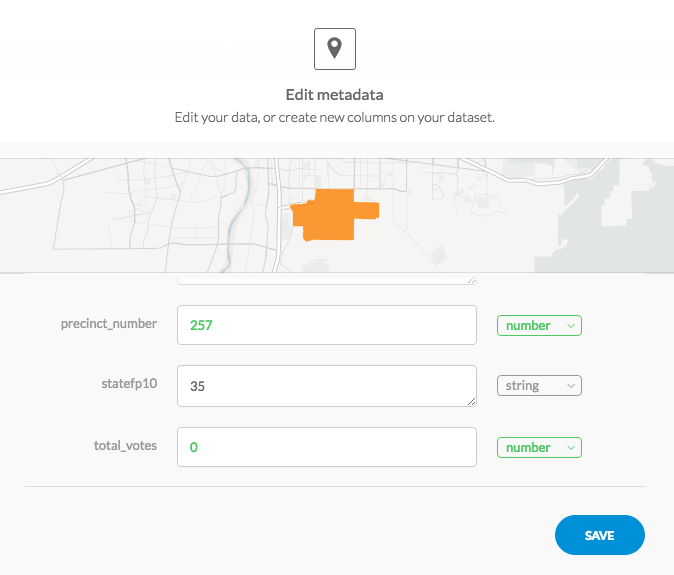 Edit metadata
Edit your data, or create new columns on your dataset.
precinct_number 257 number
statefp10 35 string
total_votes 0 number
SAVE